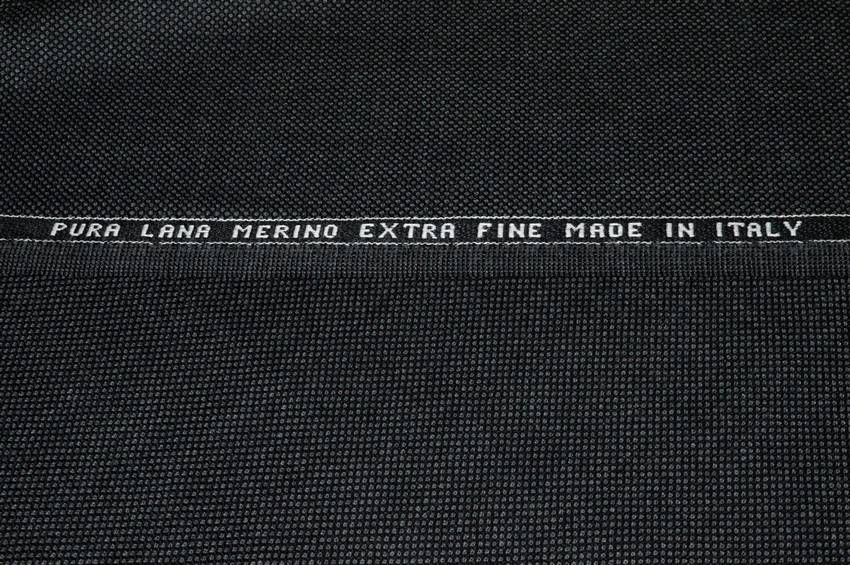 PURA LANA MERINO EXTRA FINE MADE IN ITALY